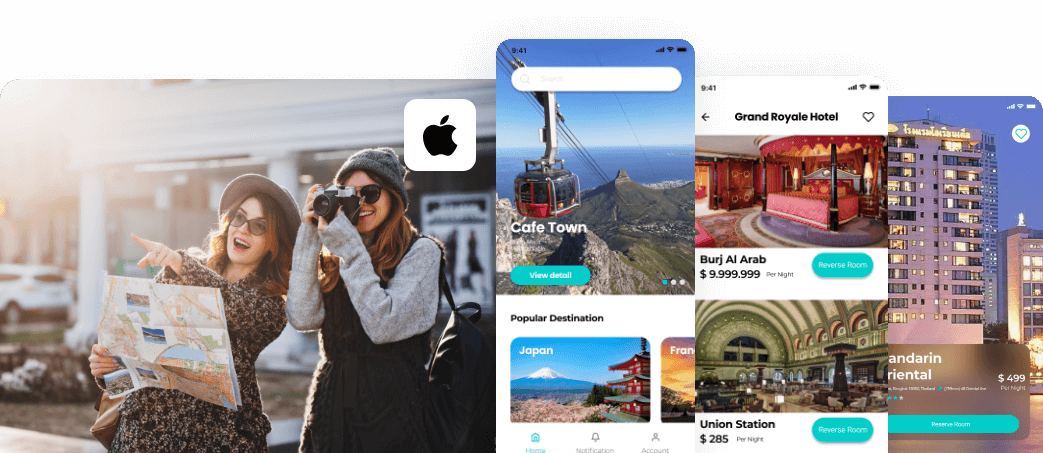 9:41
Search
Cafe Town
View detail
Popular Destination
Japan
Fran
Home
Notification
Account
9:41
Grand Royale Hotel
Burj Al Arab
$ 9.999.999 Per Night
Reverse Room
Union Station
$ 285 Per Night
Reverse Room
andarin
riental
$ 499
Per Night
Reserve Room